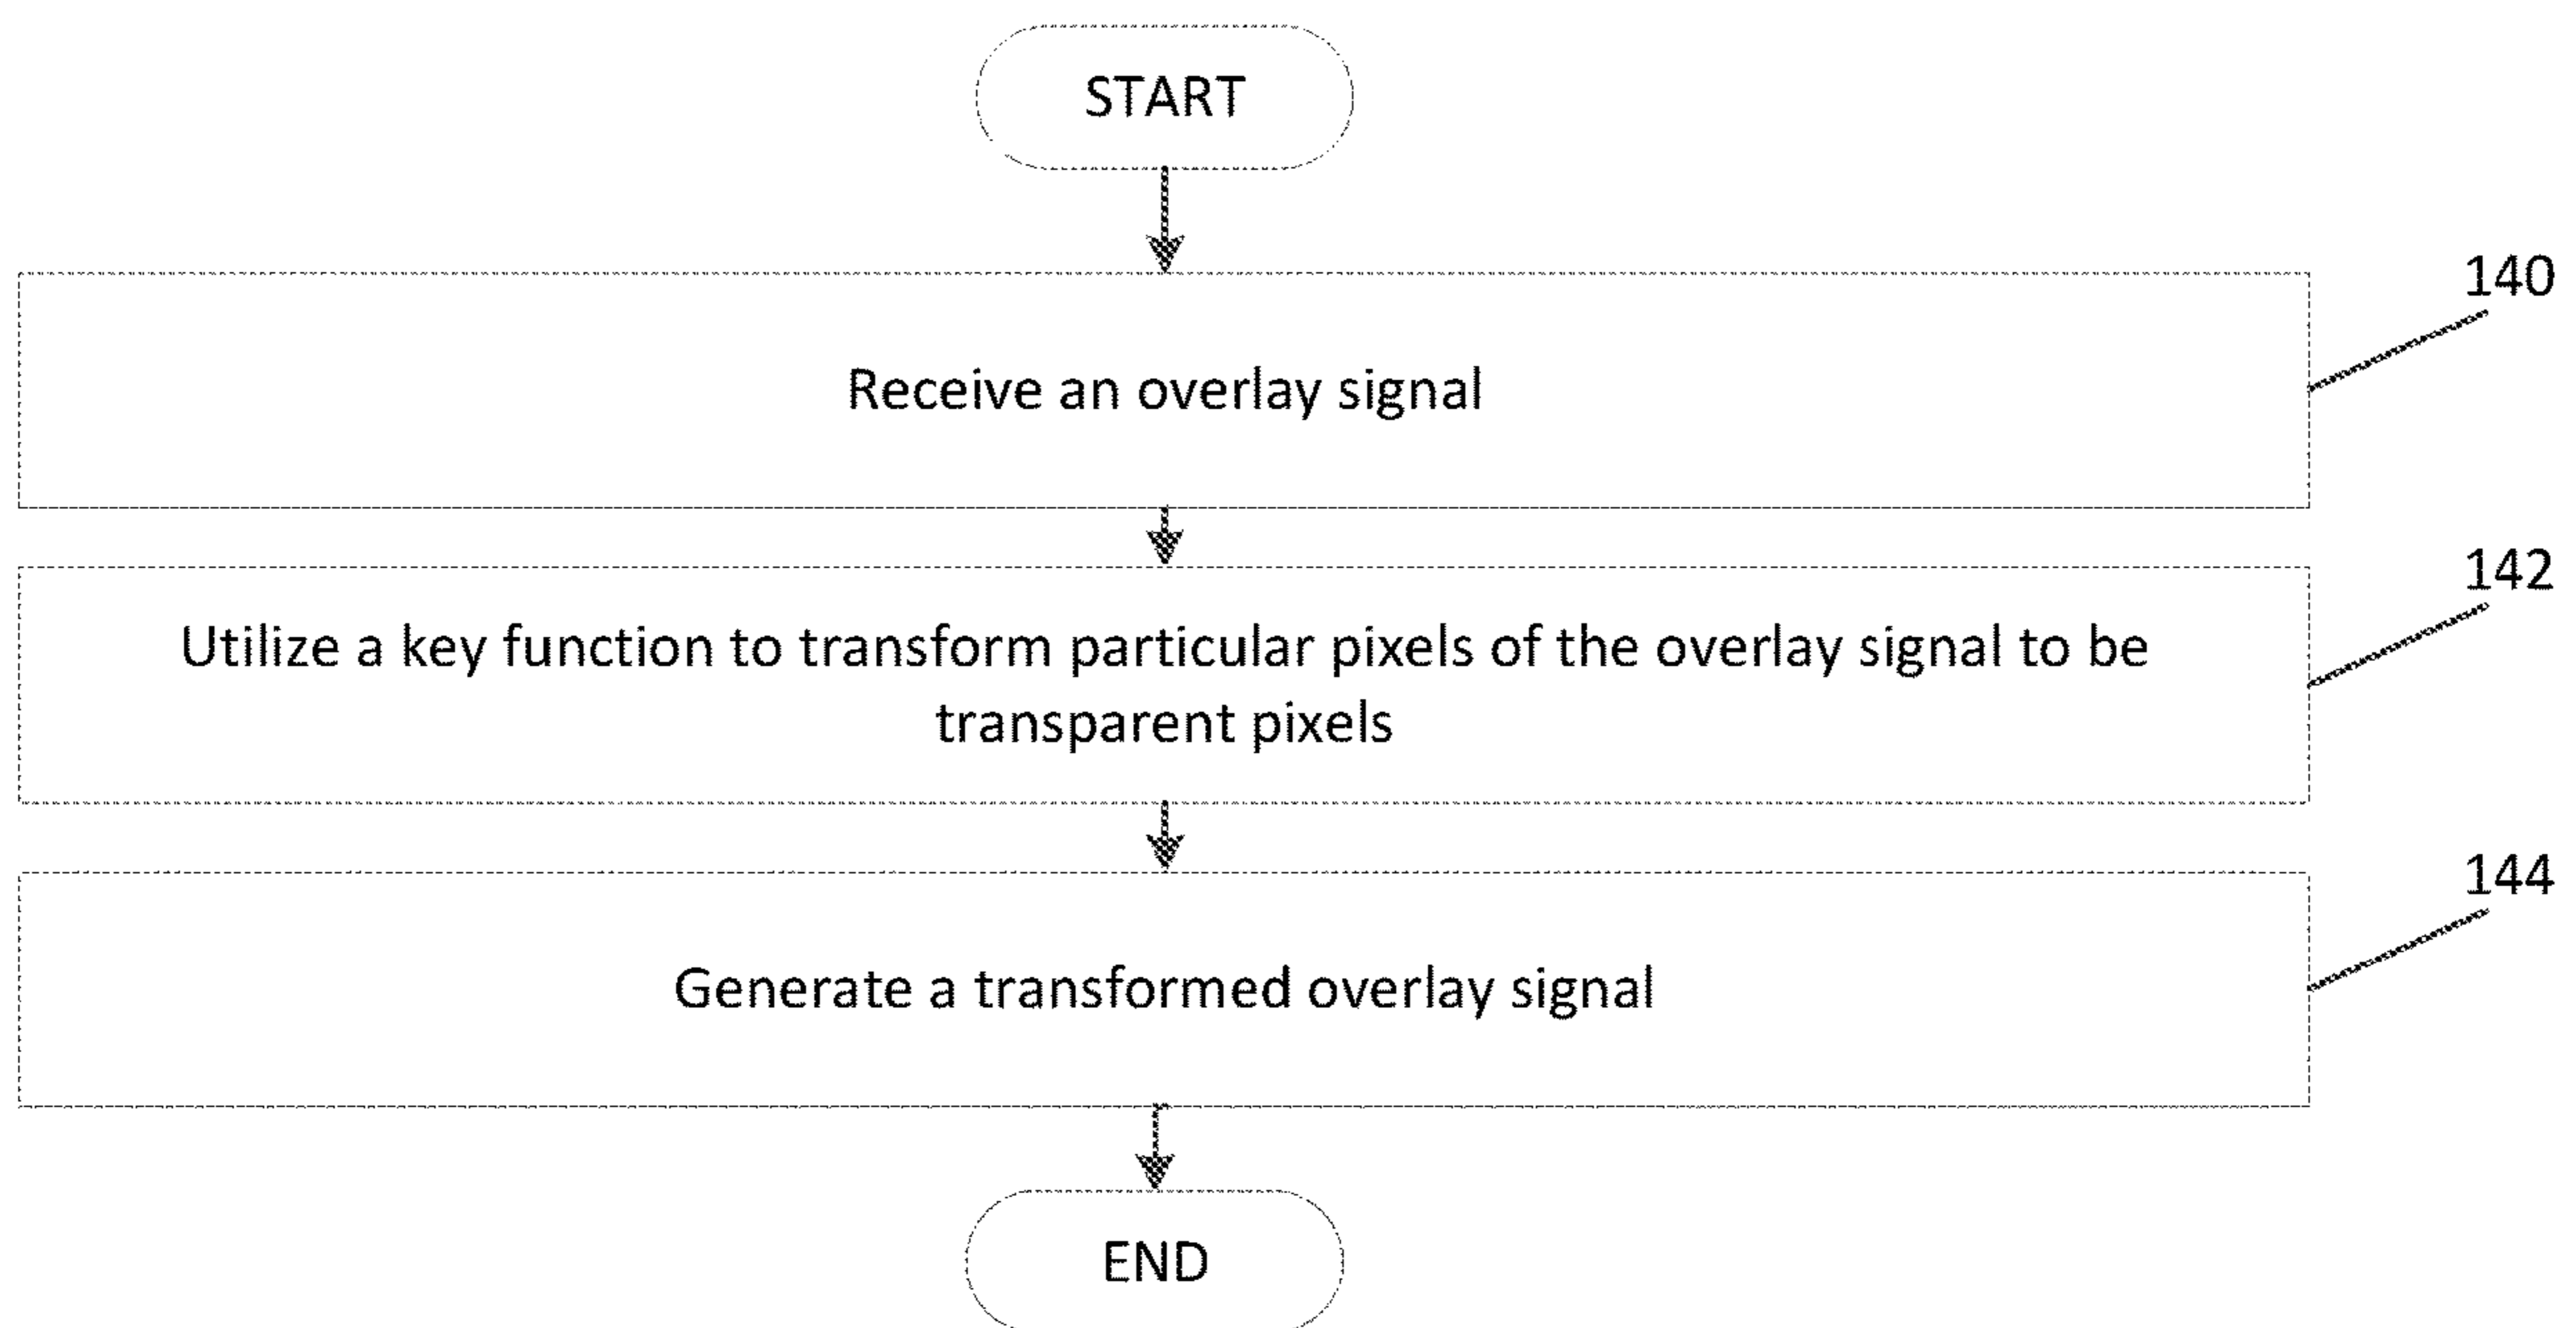 START
140
Receive an overlay signal
142
Utilize a key function to transform particular pixels of the overlay signal to be
transparent pixels
144
Generate a transformed overlay signal
END